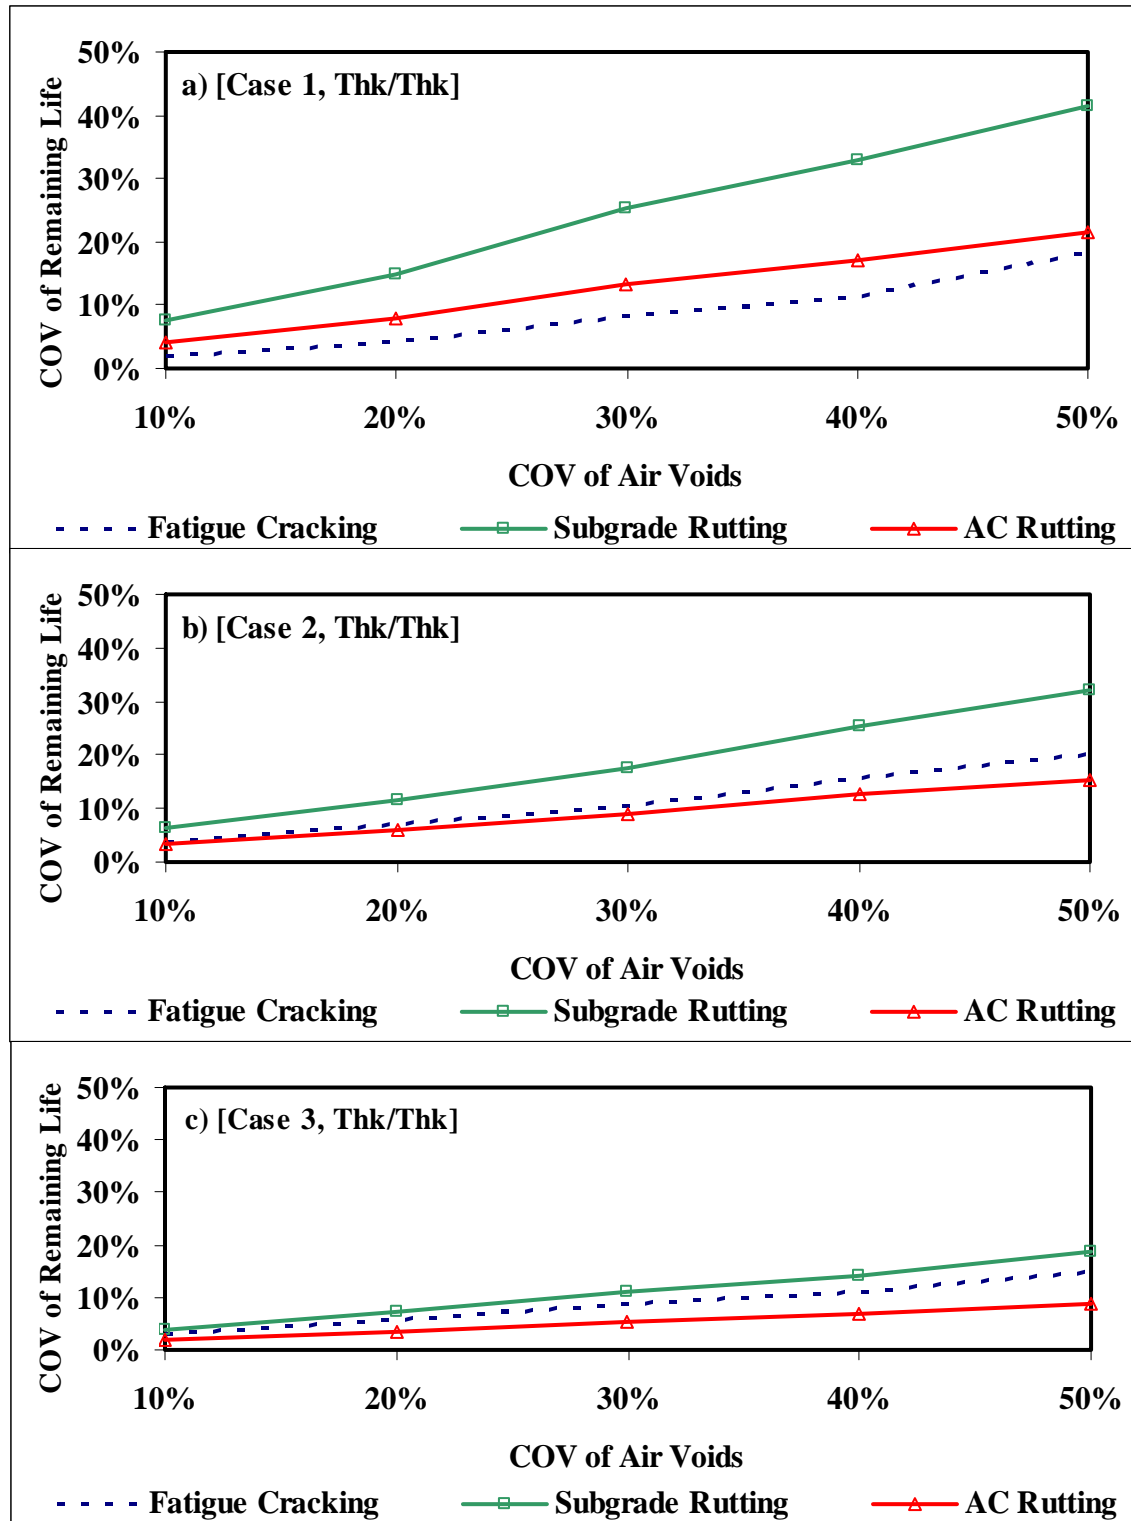 a) [Case 1, Thk/Thk]
COV of Remaining Life
50%
40%
30%
20%
10%
0%
10% 20% 30% 40% 50%
COV of Air Voids
Fatigue Cracking Subgrade Rutting AC Rutting
b) [Case 2, Thk/Thk]
COV of Remaining Life
50%
40%
30%
20%
10%
0%
10% 20% 30% 40% 50%
COV of Air Voids
Fatigue Cracking Subgrade Rutting AC Rutting
c) [Case 3, Thk/Thk]
COV of Remaining Life
50%
40%
30%
20%
10%
0%
10% 20% 30% 40% 50%
COV of Air Voids
Fatigue Cracking Subgrade Rutting AC Rutting